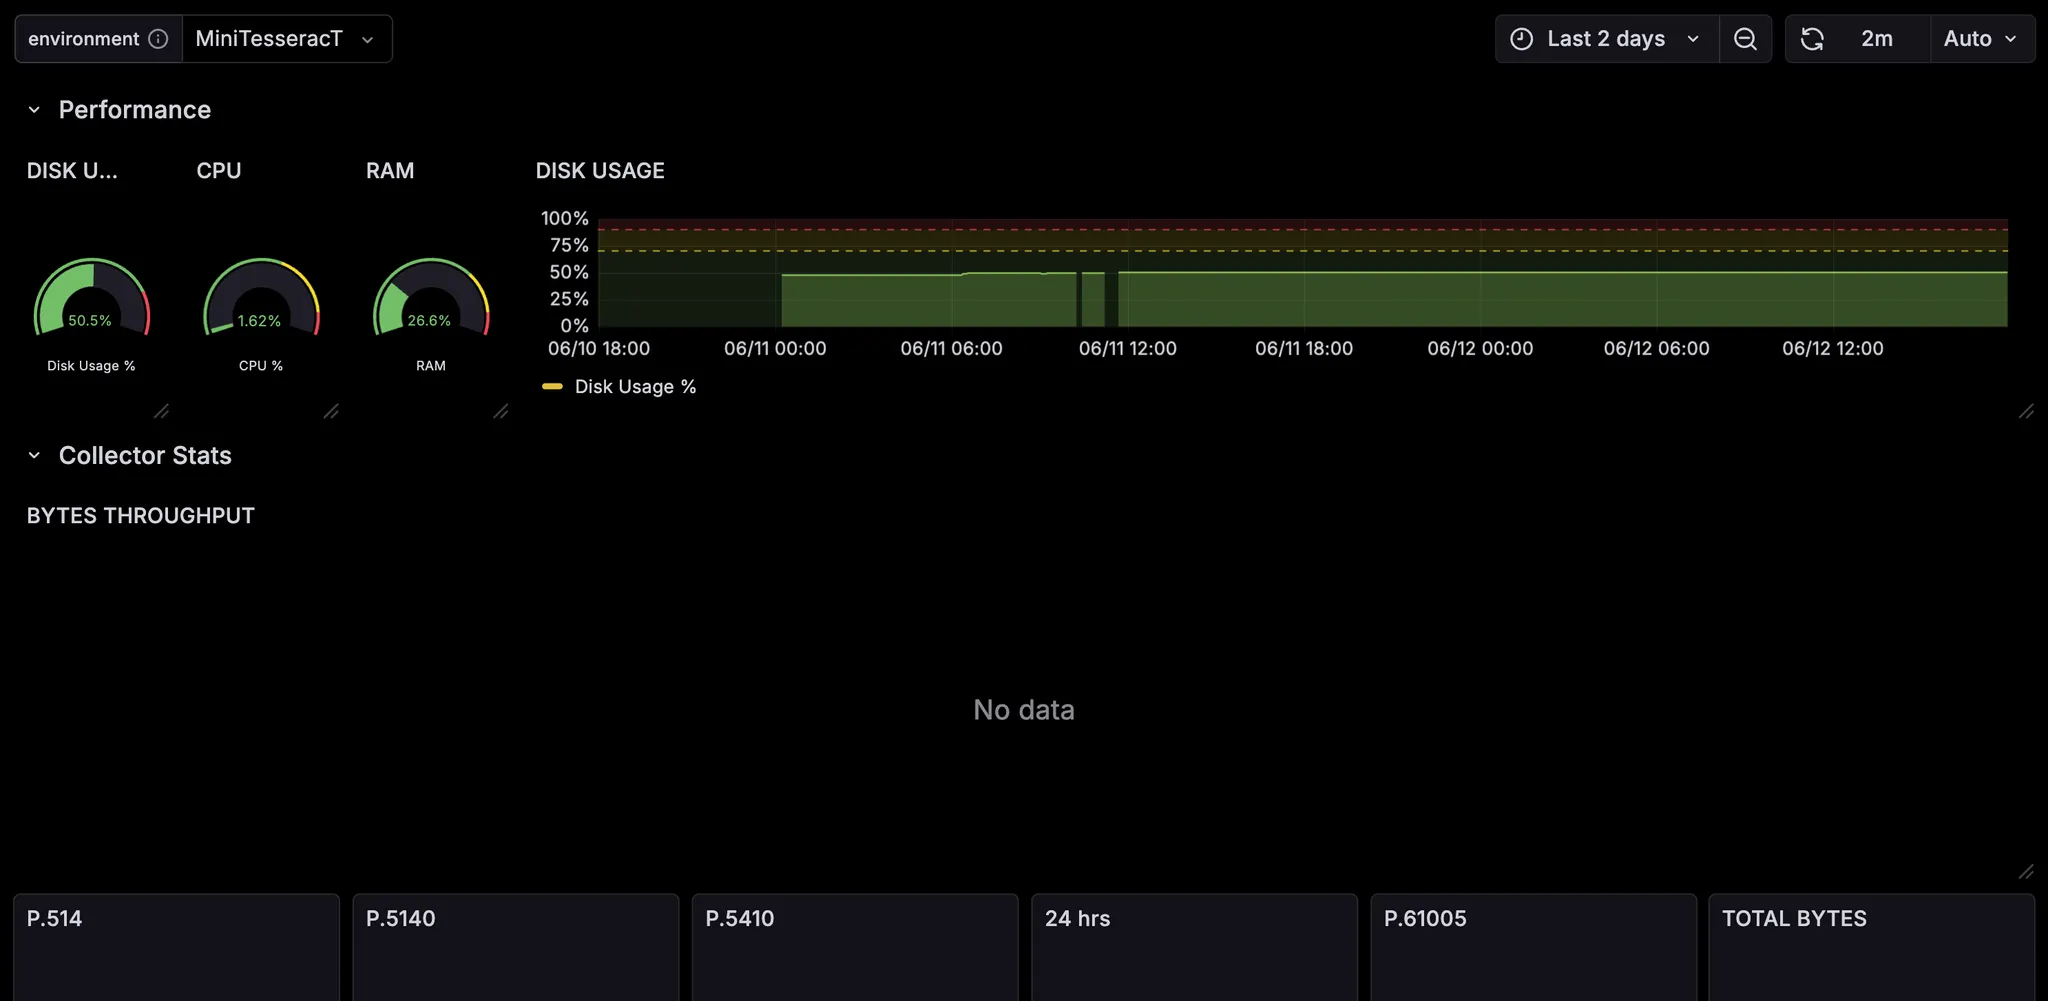 environment MiniTesseracT Last 2 days 2m Auto
Performance
DISK U... CPU RAM DISK USAGE
100%
75%
50%
25%
0%
50.5% 1.62% 26.6%
06/10 18:00 06/11 00:00 06/11 06:00 06/11 12:00 06/11 18:00 06/12 00:00 06/12 06:00 06/12 12:00
Disk Usage % CPU % RAM
Disk Usage %
Collector Stats
BYTES THROUGHPUT
No data
P.514 P.5140 P.5410 24 hrs P.61005 TOTAL BYTES